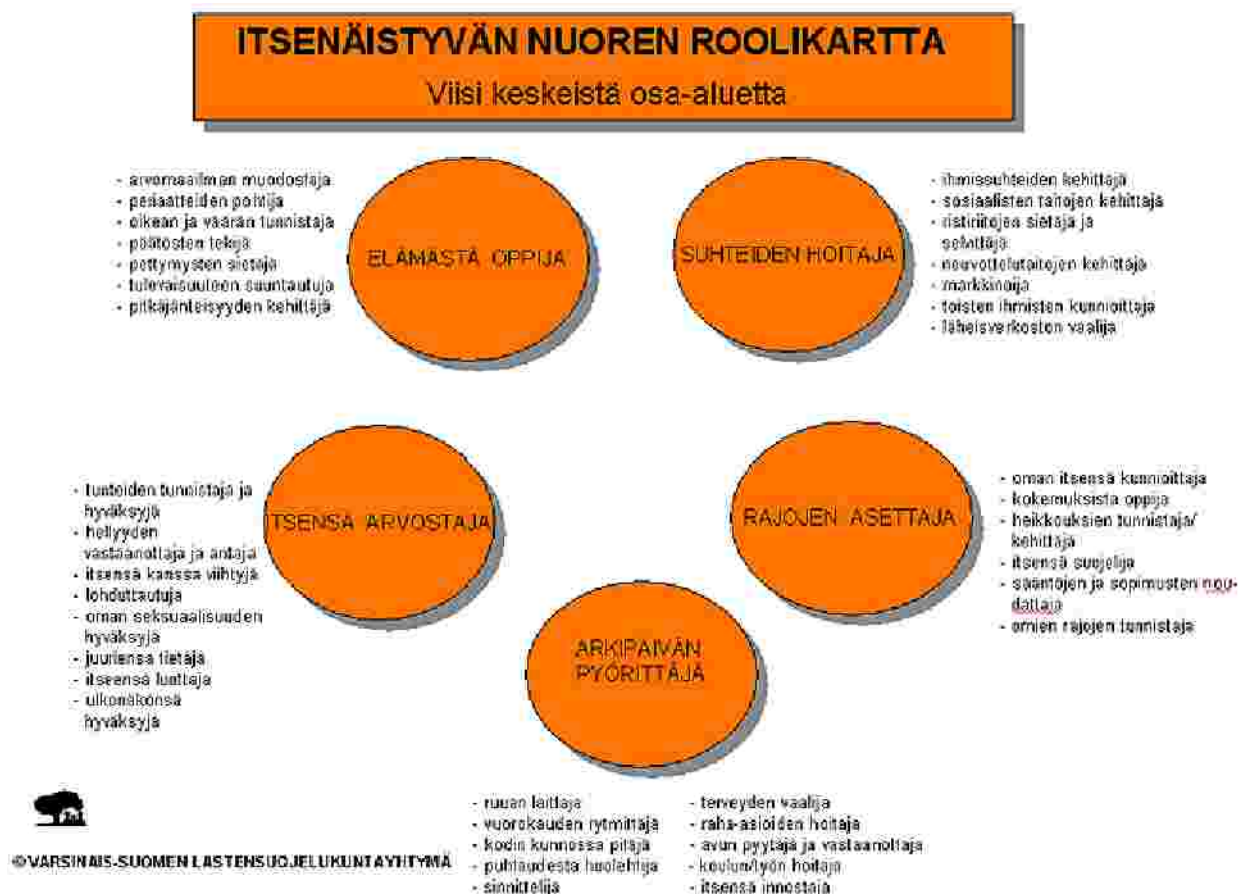 ITSENÄISTYVÄN NUOREN ROOLIKARTTA
Viisi keskeistä osa-aluetta
- arvomaailman muodostaja
- periaatteiden pohtija
- oikean ja väärän tunnistaja
- päätösten tekijä
- pettymysten sietäjä
- tulevaisuuteen suuntautuja
- pitkäjänteisyyden kehittäjä
ELÄMÄSTÄ OPPIJA
SUHTEIDEN HOITAJA
- ihmissuhteiden kehittäjä
- sosiaalisten taitojen kehittäjä
- ristiriitojen sietäjä ja
selvittäjä
- neuvottelutaitojen kehittäjä
- markkinoija
- toisten ihmisten kunnioittaja
- läheisverkoston vaalija
- tunteiden tunnistaja ja
hyväksyjä
- hellyyden
vastaanottaja ja antaja
- itsensä kanssa viihtyjä
- lohduttautuja
- oman seksuaalisuuden
hyväksyjä
- juuriensa tietäjä
- itseensä luottaja
- ulkonäkönsä
hyväksyjä
ITSENSÄ ARVOSTAJA
RAJOJEN ASETTAJA
- oman itsensä kunnioittaja
- kokemuksista oppija
- heikkouksien tunnistaja/
kehittäjä
- itsensä suojelija
- sääntöjen ja sopimusten nou-
dattaja
- omien rajojen tunnistaja
ARKIPÄIVÄN
PYÖRITTÄJÄ
- ruuan laittaja
- vuorokauden rytmittäjä
- kodin kunnossa pitäjä
- puhtaudesta huolehtija
- sinnittelijä
- terveyden vaalija
- raha-asioiden hoitaja
- avun pyytäjä ja vastaanottaja
- koulun/työn hoitaja
- itsensä innostaja
© VARSINAIS-SUOMEN LASTENSUOJELUKUNTAYHTYMÄ